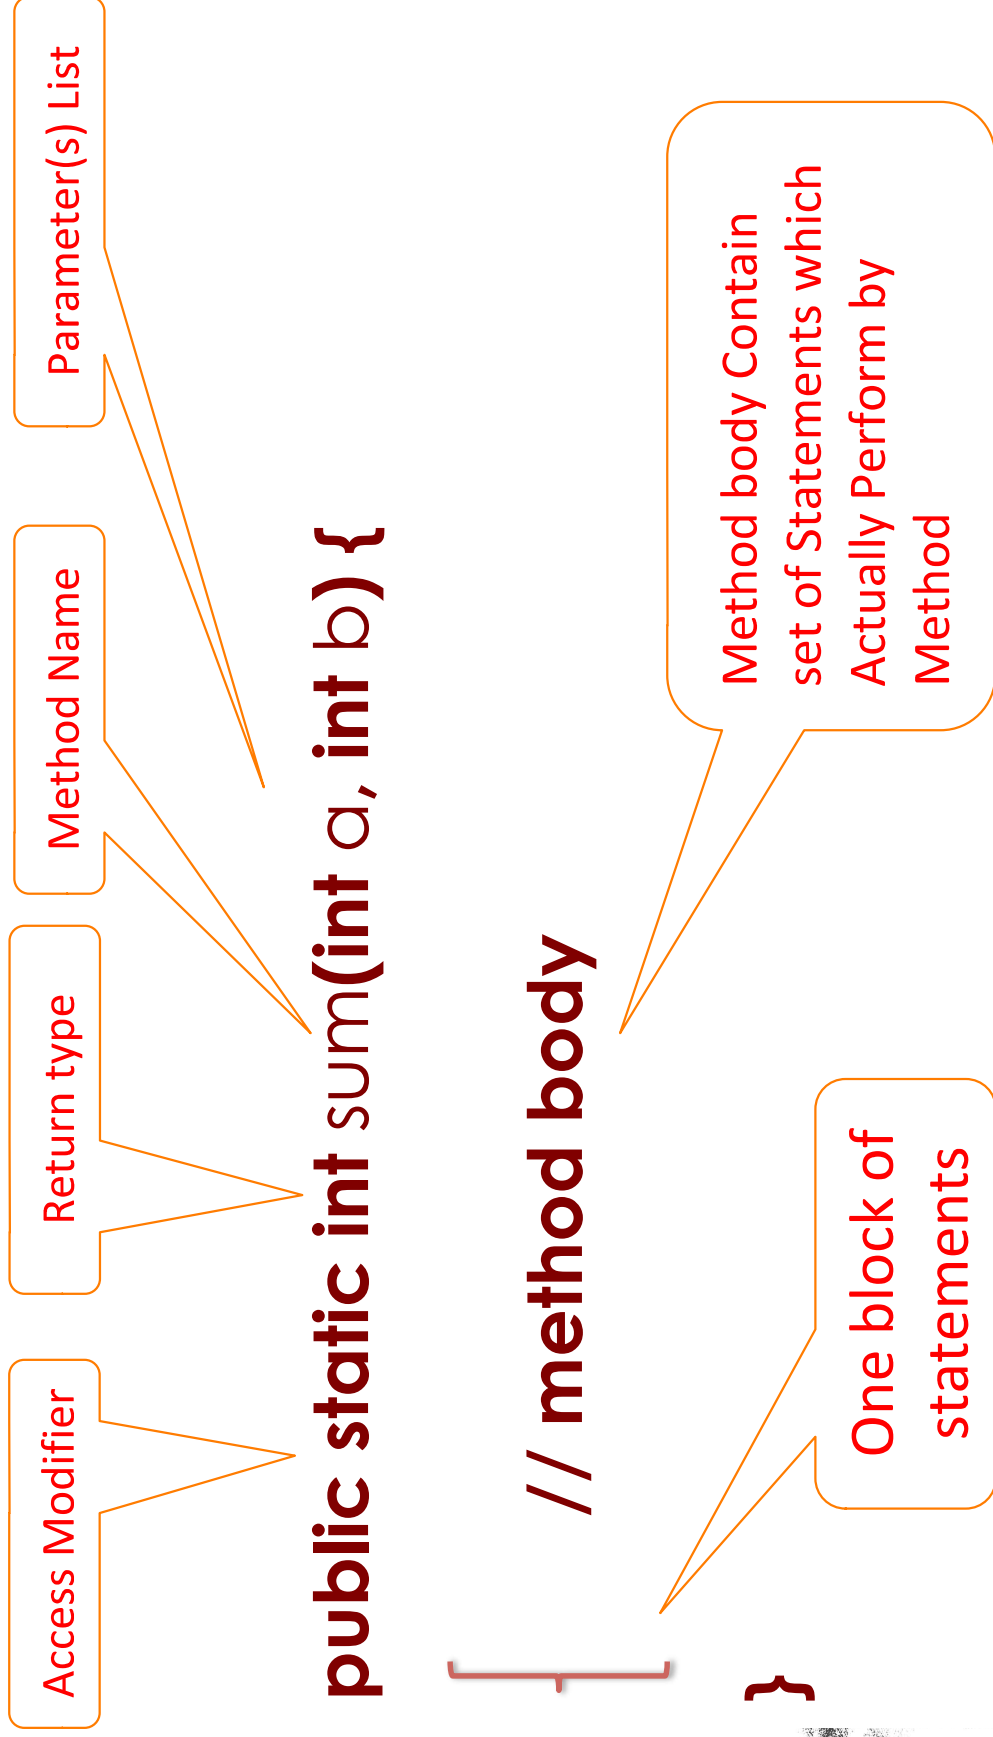 Access Modifier
Return type
Method Name
Parameter(s) List
public static int sum(int a, int b) {
// method body
}
One block of
statements
Method body Contain
set of Statements which
Actually Perform by
Method